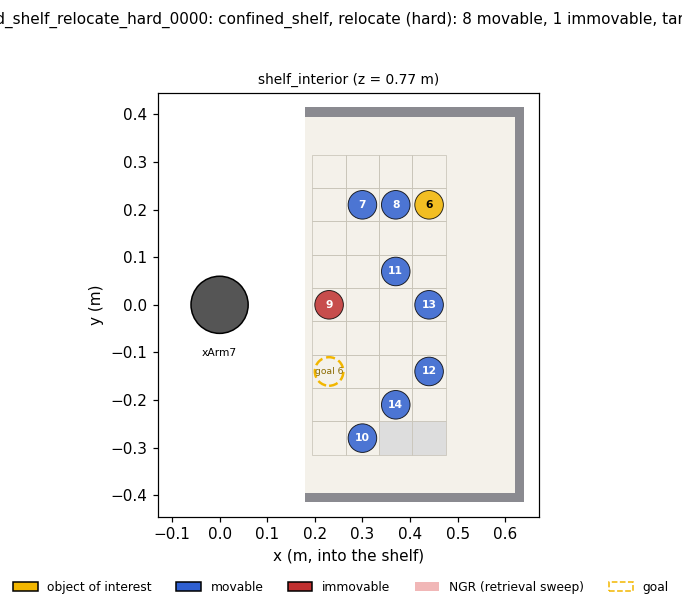 d_shelf_relocate_hard_0000: confined_shelf, relocate (hard): 8 movable, 1 immovable, tar
shelf_interior (z = 0.77 m)
0.4
0.3
0.2
0.1
0.0
−0.1
−0.2
−0.3
−0.4
y (m)
7
8
6
11
9
13
xArm7
goal 6
12
14
10
−0.1
0.0
0.1
0.2
0.3
0.4
0.5
0.6
x (m, into the shelf)
object of interest
movable
immovable
NGR (retrieval sweep)
goal